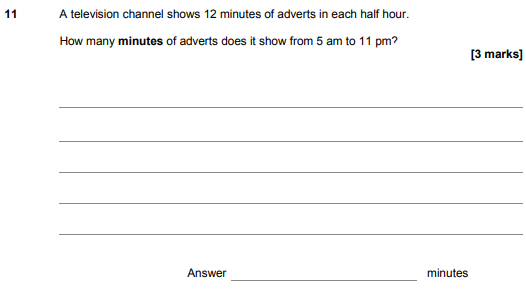 11 A television channel shows 12 minutes of adverts in each half hour.
How many minutes of adverts does it show from 5 am to 11 pm?
[3 marks]
Answer minutes